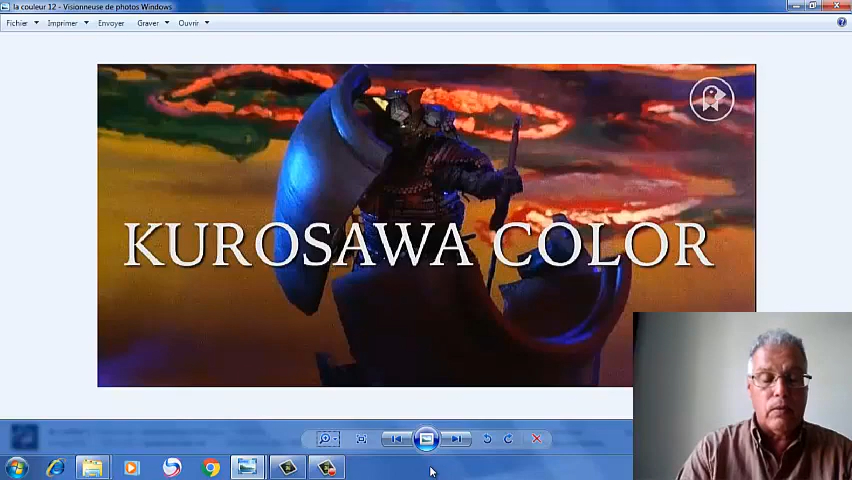 la couleur 12 - Visionneuse de photos Windows
Fichier Imprimer Envoyer Graver Ouvrir
KUROSAWA COLOR